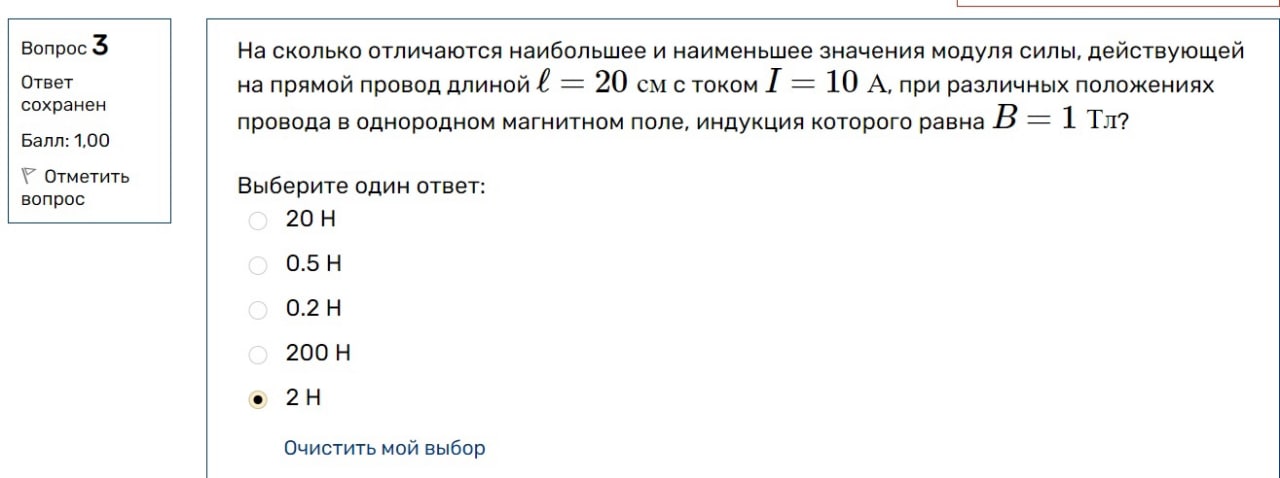 Вопрос 3
Ответ
сохранен
Балл: 1,00
Отметить
вопрос
На сколько отличаются наибольшее и наименьшее значения модуля силы, действующей
на прямой провод длиной ℓ = 20 см с током I = 10 А, при различных положениях
провода в однородном магнитном поле, индукция которого равна B = 1 Тл?
Выберите один ответ:
20 Н
0.5 Н
0.2 Н
200 Н
2 Н
Очистить мой выбор